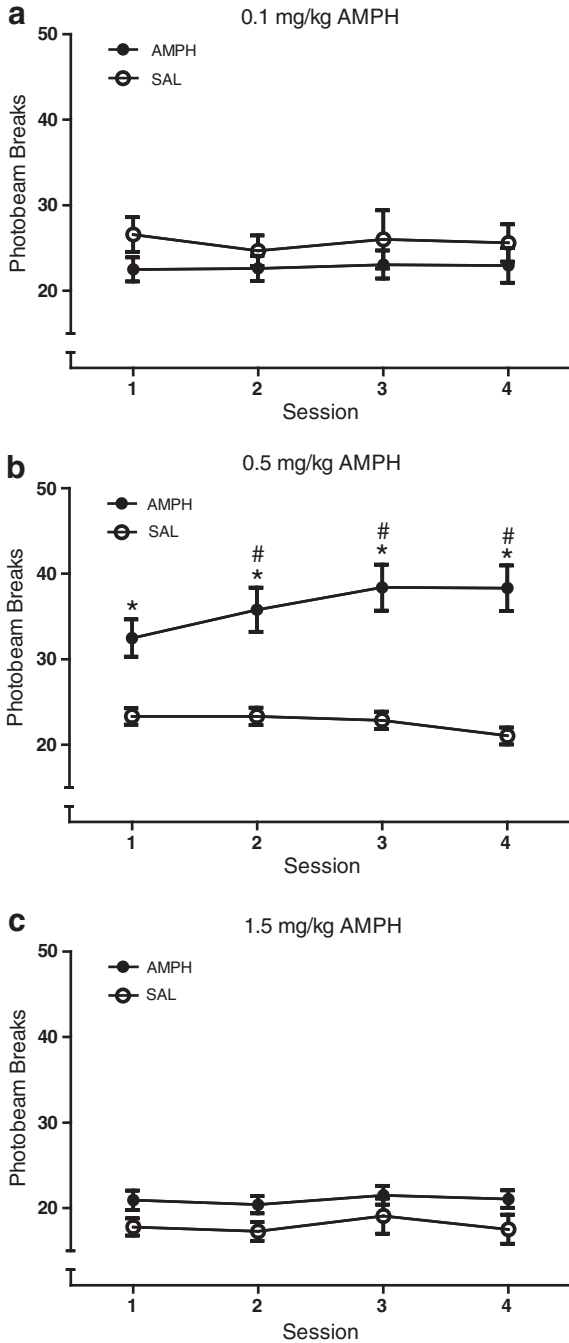 a
0.1 mg/kg AMPH
50
AMPH
SAL
40
Photobeam Breaks
30
20
1 2 3 4
Session
b
0.5 mg/kg AMPH
50
AMPH
SAL
# #
* *
#
*
40
*
Photobeam Breaks
30
20
1 2 3 4
Session
c
1.5 mg/kg AMPH
50
AMPH
SAL
40
Photobeam Breaks
30
20
1 2 3 4
Session